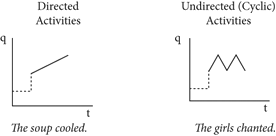 Directed
Activities
Undirected (Cyclic)
Activities
q
t
The soup cooled.
q
t
The girls chanted.